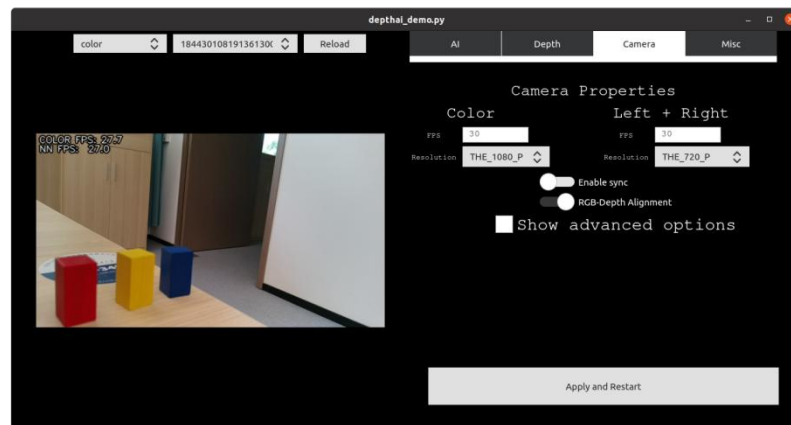 depthai_demo.py
color
18443010819136130(
Reload
AI
Depth
Camera
Misc
Camera Properties
Color
Left + Right
FPS
30
FPS
30
Resolution
THE_1080_P
Resolution
THE_720_P
Enable sync
RGB-Depth Alignment
Show advanced options
COLOR FPS: 27.7
NN FPS: 27.0
Apply and Restart